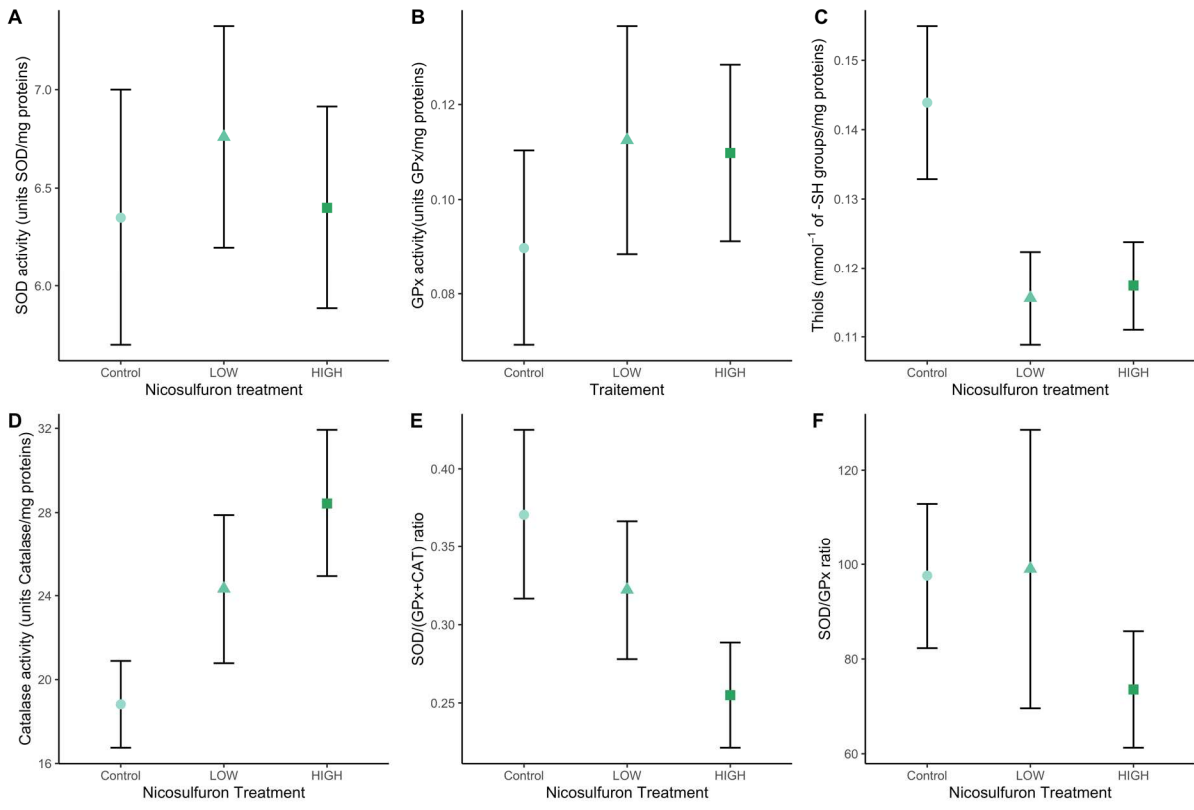 A
SOD activity (units SOD/mg proteins)
7.0
6.5
6.0
Control LOW HIGH
Nicosulfuron treatment
B
GPx activity(units GPx/mg proteins)
0.12
0.10
0.08
Control LOW HIGH
Traitement
C
Thiols (mmol⁻¹ of -SH groups/mg proteins)
0.15
0.14
0.13
0.12
0.11
Control LOW HIGH
Nicosulfuron treatment
D
Catalase activity (units Catalase/mg proteins)
32
28
24
20
16
Control LOW HIGH
Nicosulfuron Treatment
E
SOD/(GPx+CAT) ratio
0.40
0.35
0.30
0.25
Control LOW HIGH
Nicosulfuron Treatment
F
SOD/GPx ratio
120
100
80
60
Control LOW HIGH
Nicosulfuron Treatment